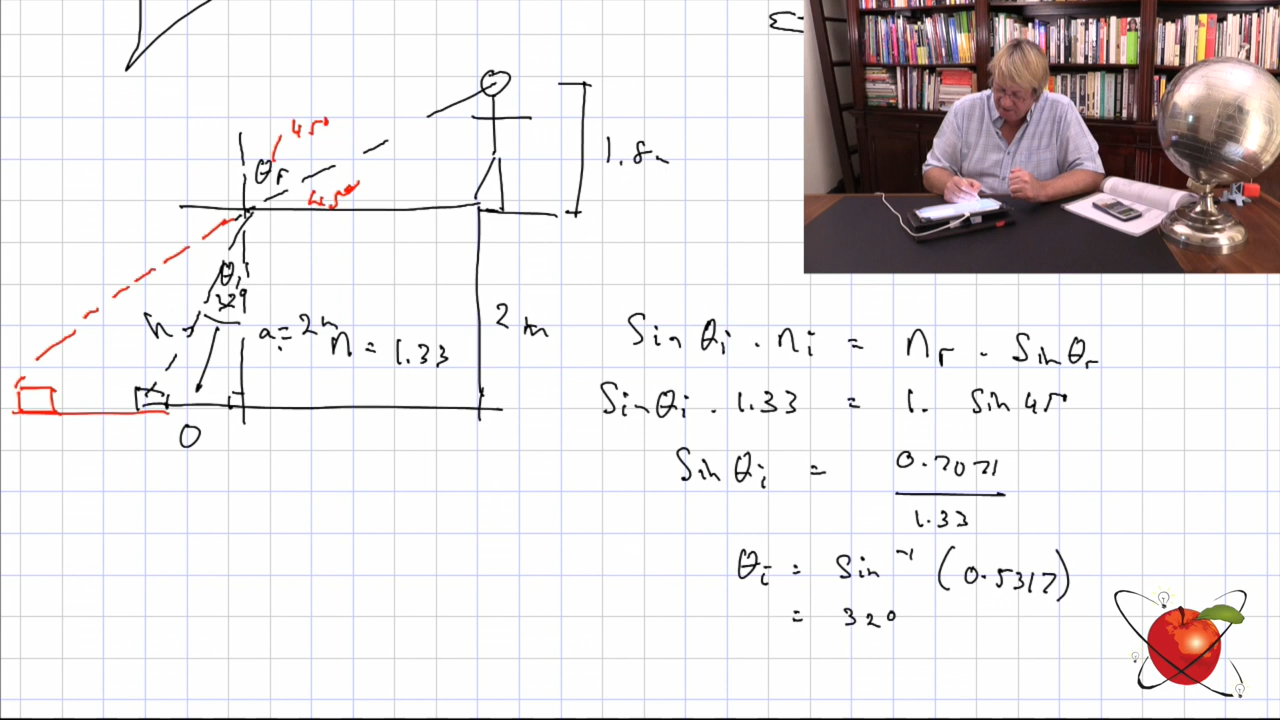 45°
θr
45°
1.8m
θi
32°
h
a = 2m
n = 1.33
2m
O
Sin θi . ni = nr . Sin θr
Sin θi . 1.33 = 1 . Sin 45°
Sin θi = 0.7071
1.33
θi = Sin⁻¹ (0.5317)
= 32°